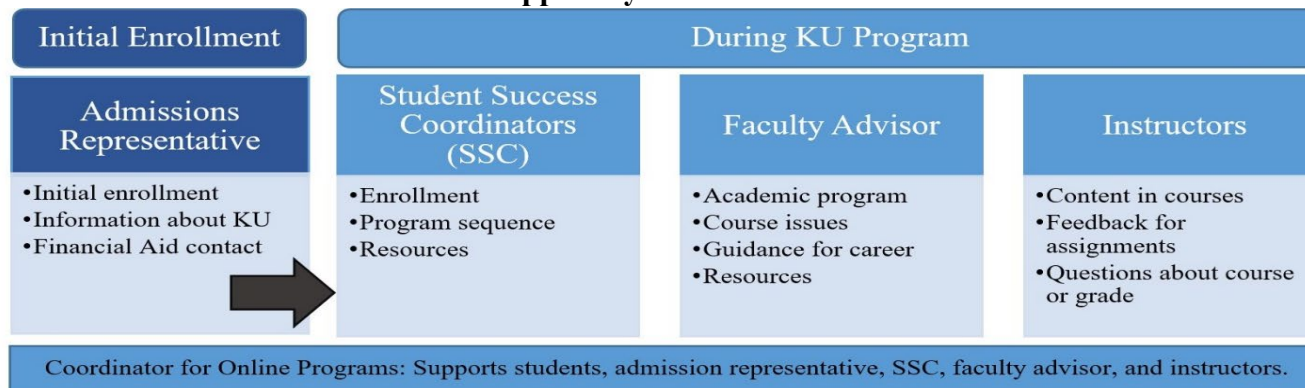 Initial Enrollment
During KU Program
Admissions
Representative
•Initial enrollment
•Information about KU
•Financial Aid contact
Student Success
Coordinators
(SSC)
•Enrollment
•Program sequence
•Resources
Faculty Advisor
•Academic program
•Course issues
•Guidance for career
•Resources
Instructors
•Content in courses
•Feedback for
assignments
•Questions about course
or grade
Coordinator for Online Programs: Supports students, admission representative, SSC, faculty advisor, and instructors.